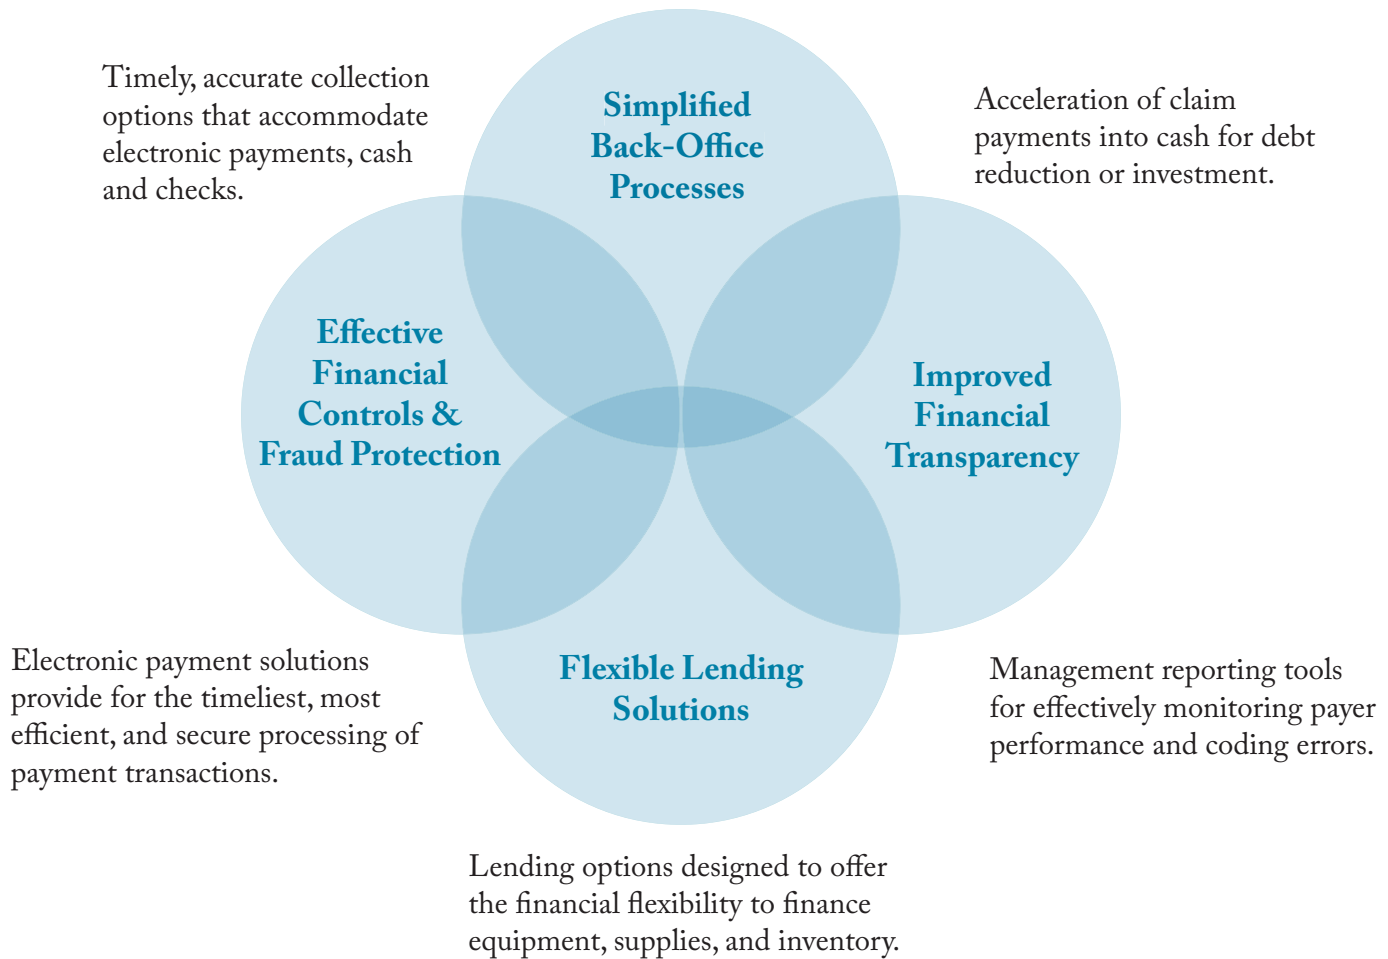 Timely, accurate collection
options that accommodate
electronic payments, cash
and checks.
Simplified
Back-Office
Processes
Acceleration of claim
payments into cash for debt
reduction or investment.
Effective
Financial
Controls &
Fraud Protection
Improved
Financial
Transparency
Electronic payment solutions
provide for the timeliest, most
efficient, and secure processing of
payment transactions.
Flexible Lending
Solutions
Management reporting tools
for effectively monitoring payer
performance and coding errors.
Lending options designed to offer
the financial flexibility to finance
equipment, supplies, and inventory.